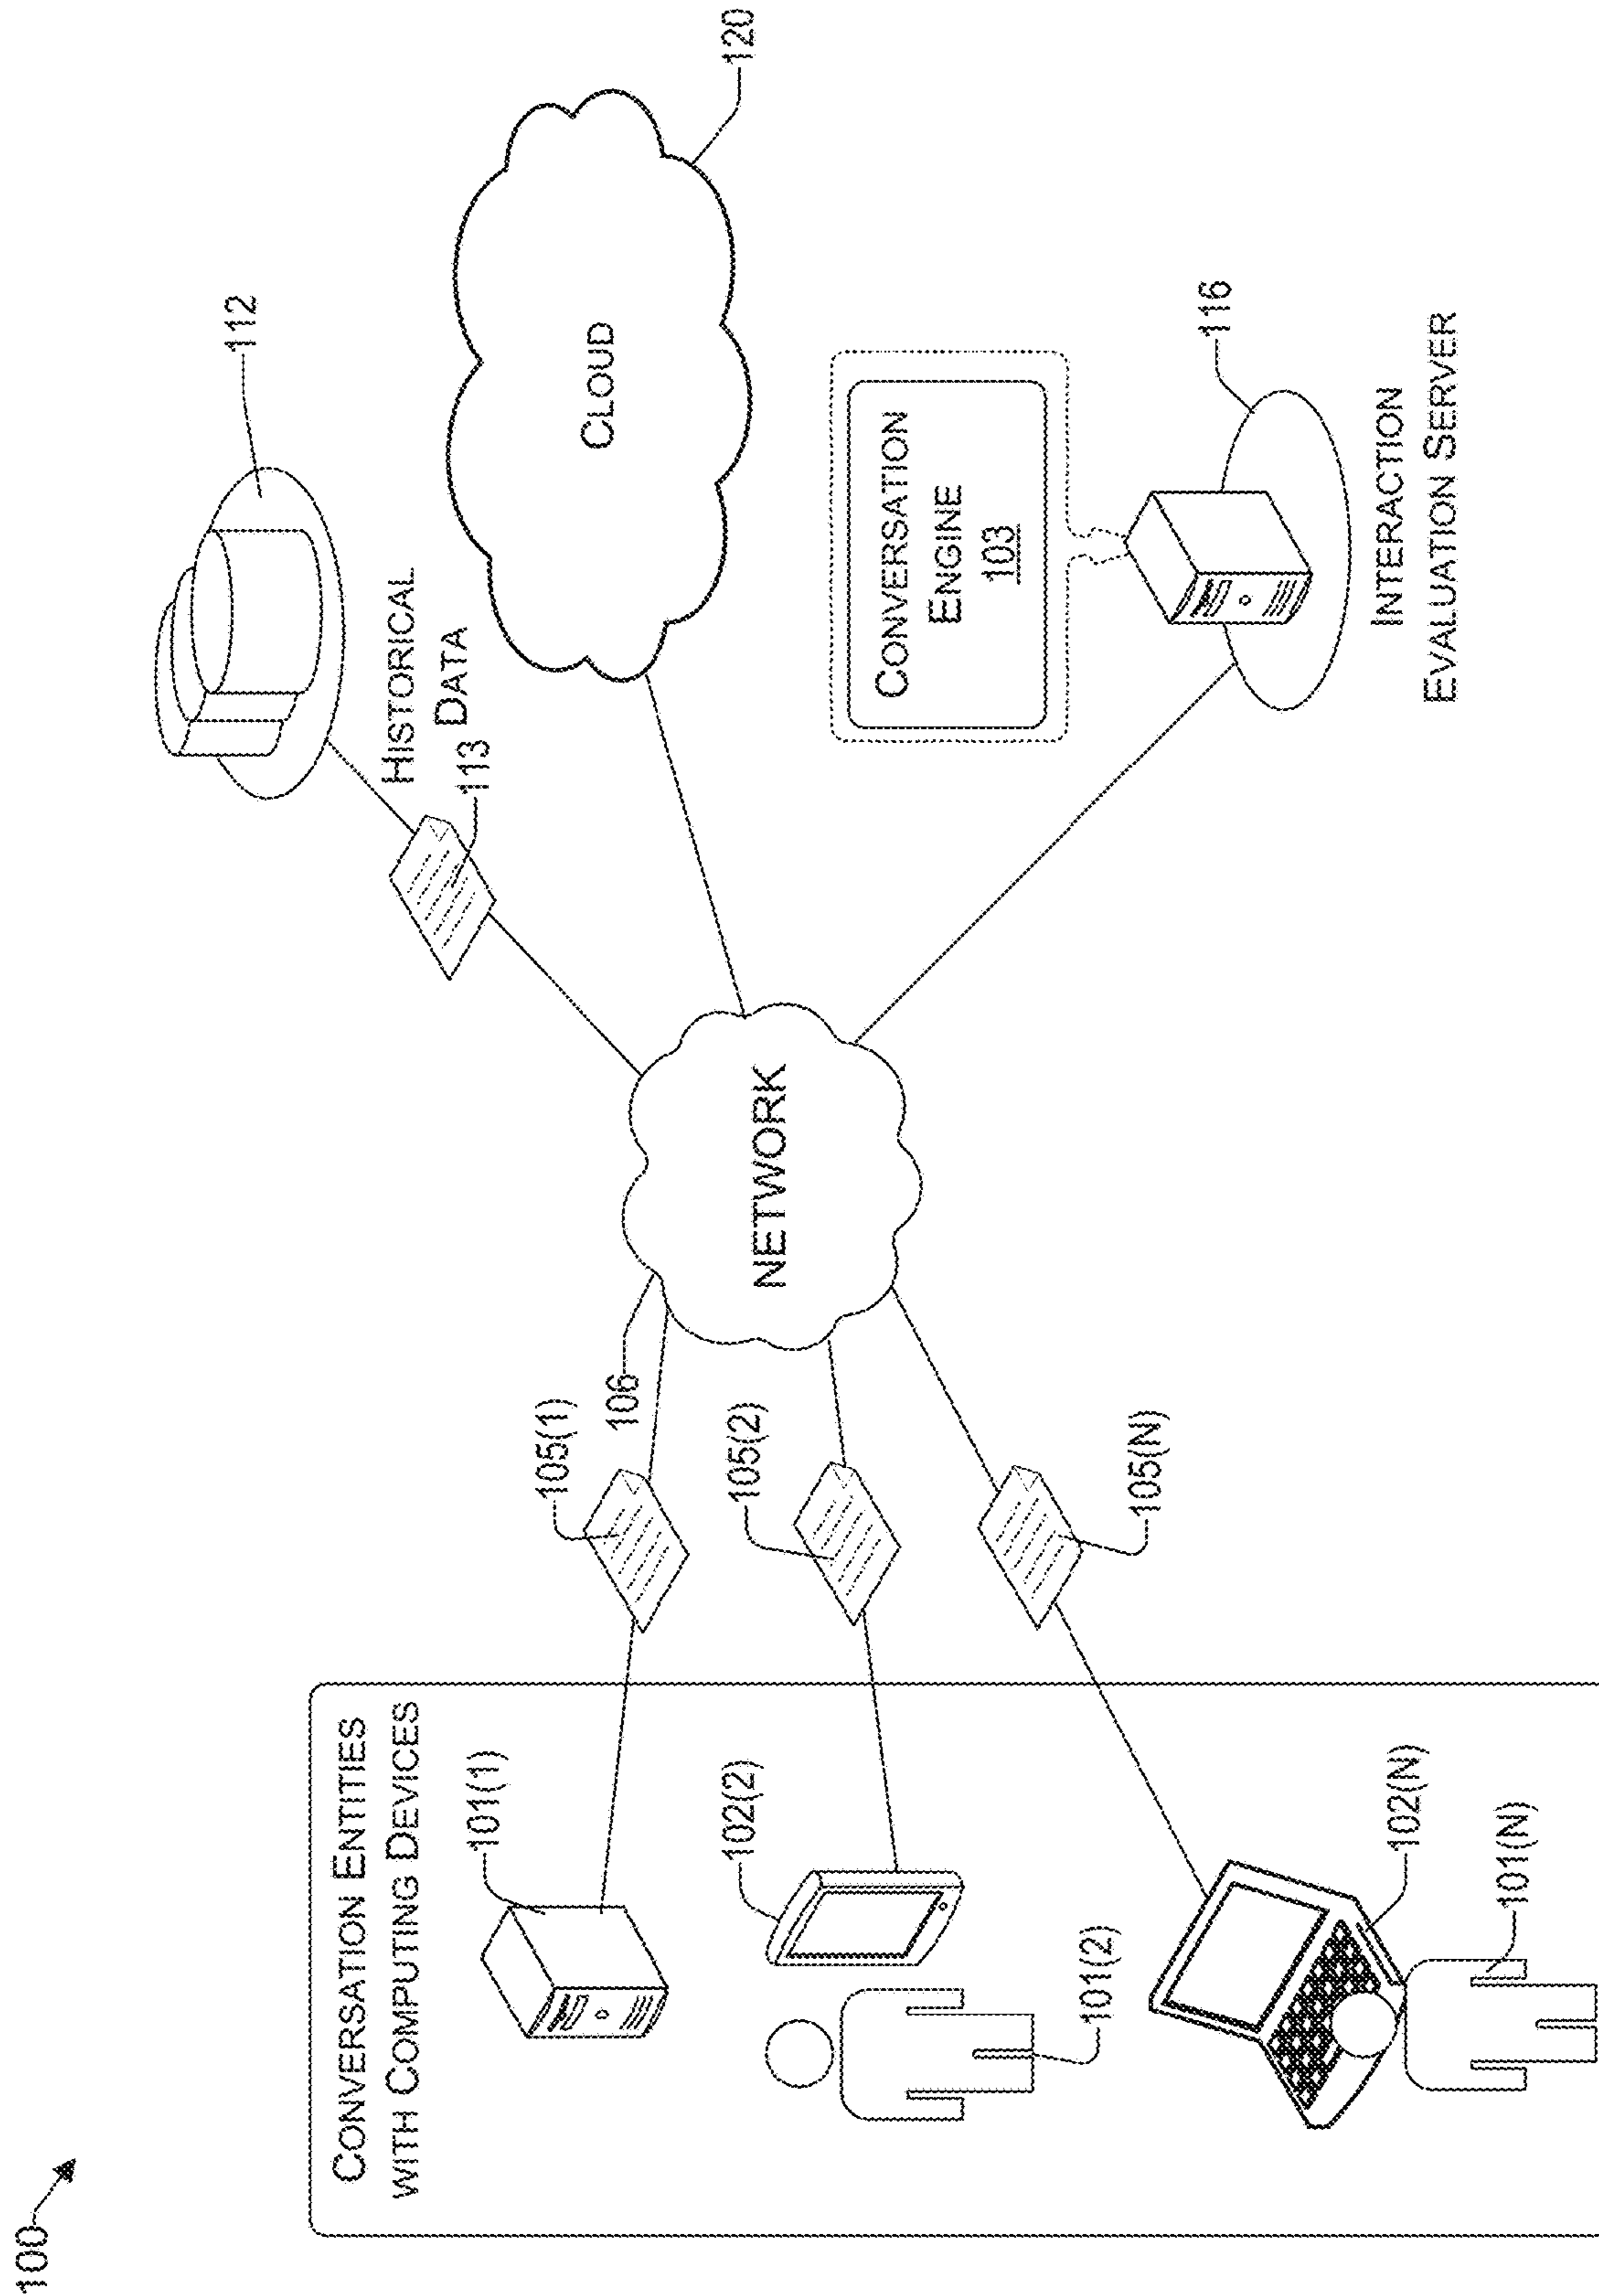 100
CONVERSATION ENTITIES
WITH COMPUTING DEVICES
101(1)
102(2)
101(2)
102(N)
101(N)
105(1)
106
105(2)
105(N)
NETWORK
112
HISTORICAL
DATA
113
CLOUD
120
CONVERSATION
ENGINE
103
116
INTERACTION
EVALUATION SERVER